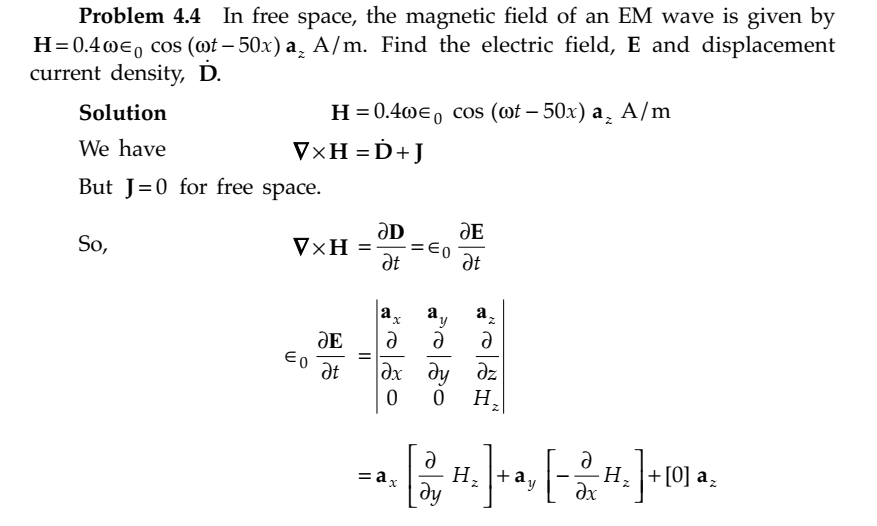 Problem 4.4 In free space, the magnetic field of an EM wave is given by
H = 0.4 ω∈₀ cos (ωt – 50x) a_z A/m. Find the electric field, E and displacement
current density, Ḋ.
Solution H = 0.4ω∈₀ cos (ωt – 50x) a_z A/m
We have ∇×H = Ḋ + J
But J = 0 for free space.
So, ∇×H = ∂D/∂t = ∈₀ ∂E/∂t
∈₀ ∂E/∂t = | a_x a_y a_z |
| ∂/∂x ∂/∂y ∂/∂z |
| 0 0 H_z |
= a_x [∂/∂y H_z] + a_y [– ∂/∂x H_z] + [0] a_z